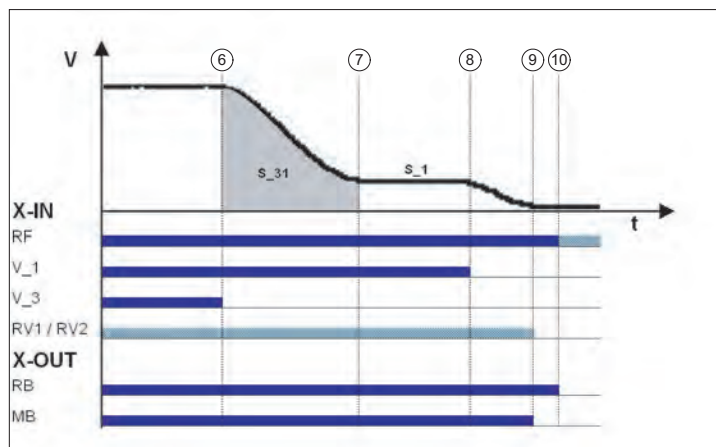 ⑥ ⑦ ⑧ ⑨ ⑩
V
S_31
S_1
t
X-IN
RF
V_1
V_3
RV1 / RV2
X-OUT
RB
MB